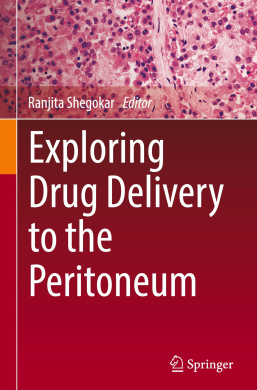 Ranjita Shegokar Editor
Exploring
Drug Delivery
to the
Peritoneum
Springer